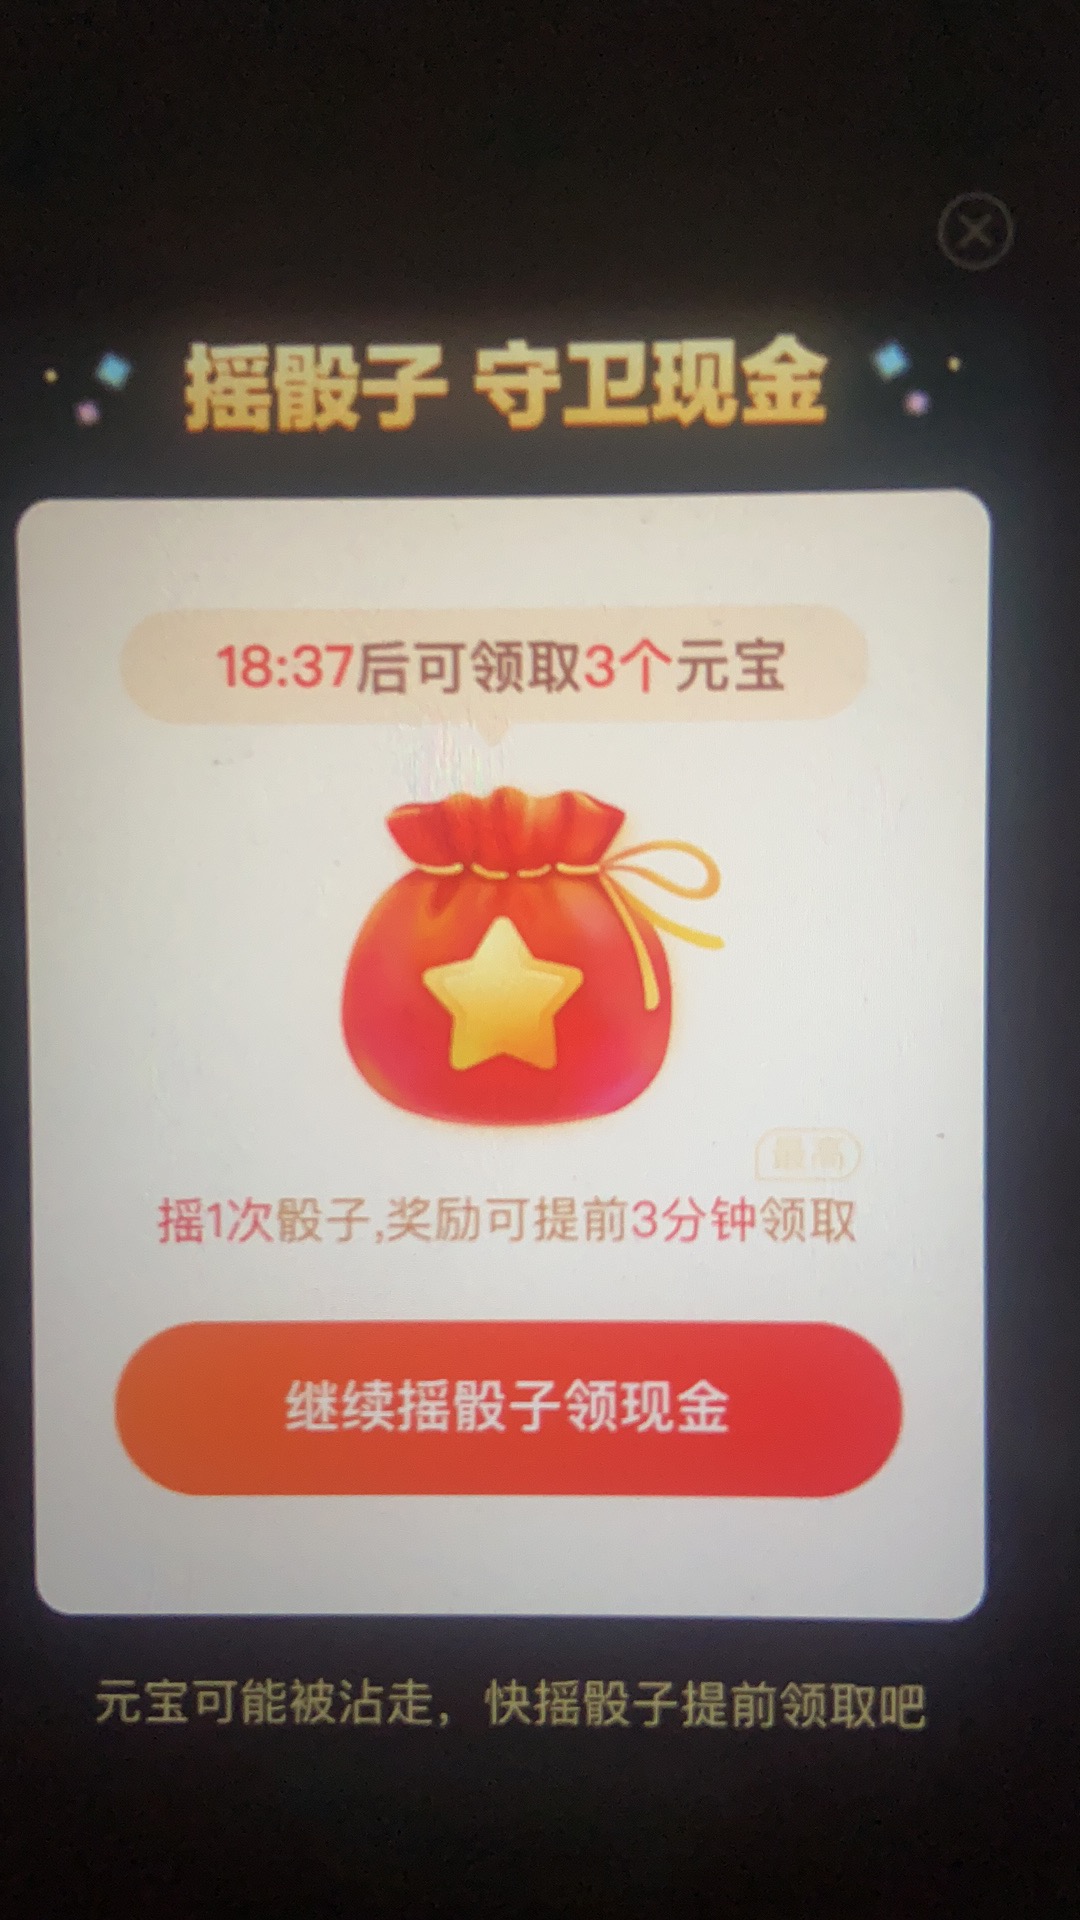 摇骰子 守卫现金
18:37后可领取3个元宝
最高
摇1次骰子,奖励可提前3分钟领取
继续摇骰子领现金
元宝可能被沾走，快摇骰子提前领取吧